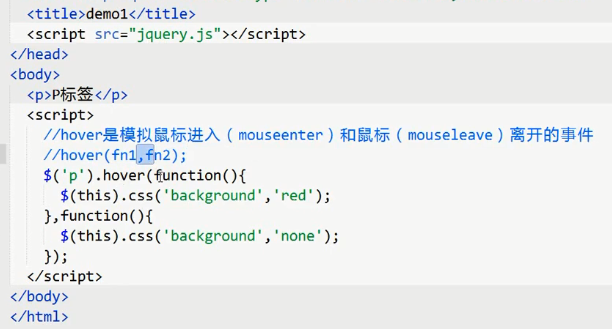 <title>demo1</title>
<script src="jquery.js"></script>
</head>
<body>
<p>P标签</p>
<script>
//hover是模拟鼠标进入（mouseenter）和鼠标（mouseleave）离开的事件
//hover(fn1,fn2);
$('p').hover(function(){
$(this).css('background','red');
},function(){
$(this).css('background','none');
});
</script>
</body>
</html>